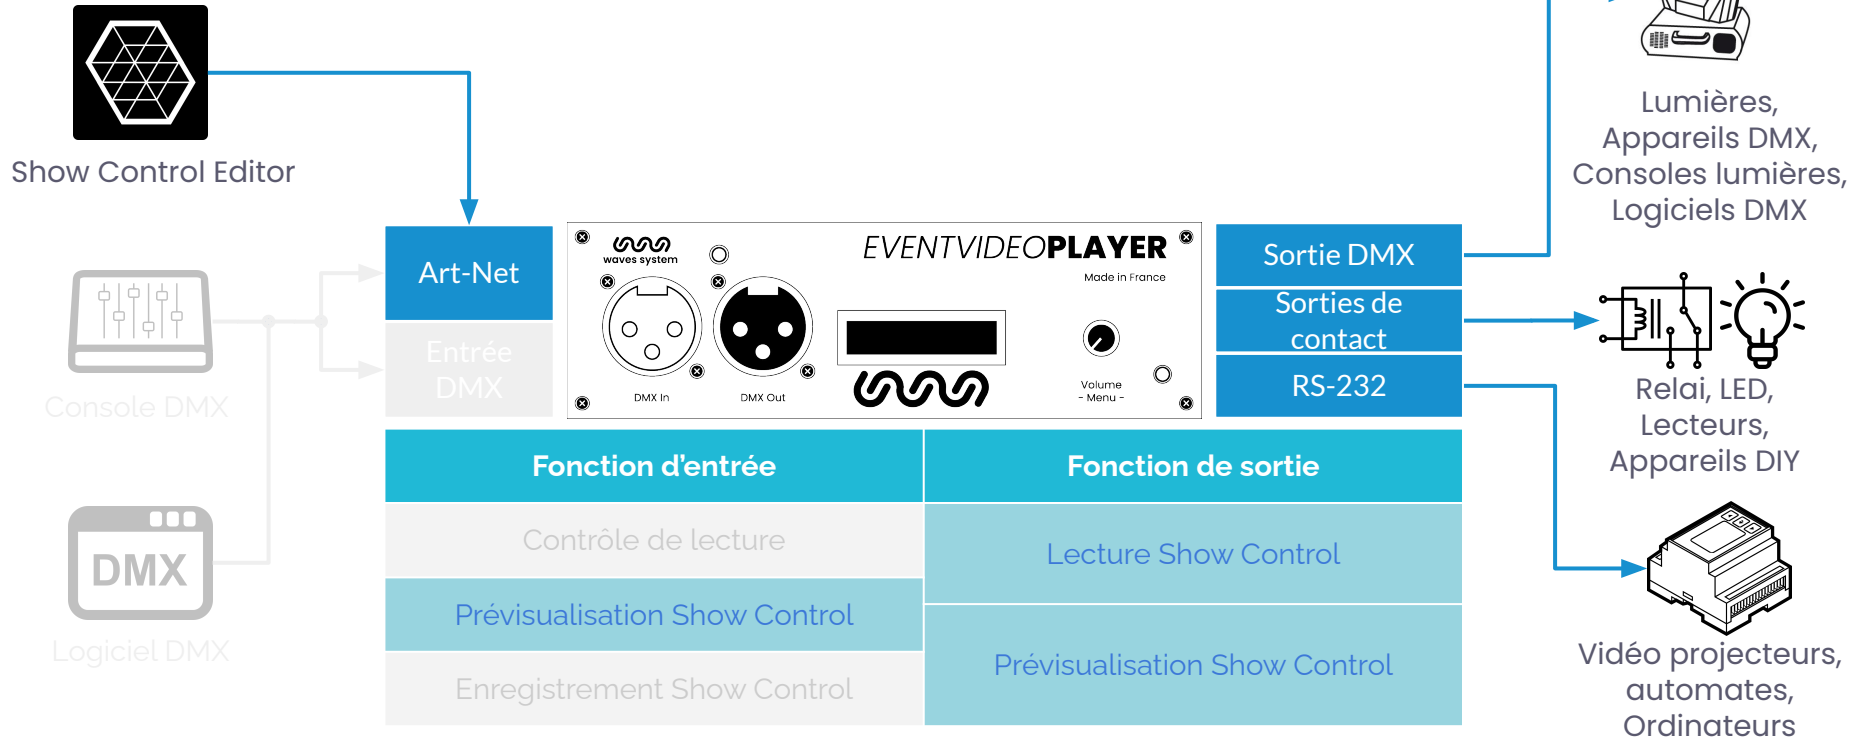 Show Control Editor
Console DMX
DMX
Logiciel DMX
Art-Net
Entrée
DMX
waves system
EVENTVIDEOPLAYER
Made in France
DMX In
DMX Out
Volume
- Menu -
Sortie DMX
Sorties de
contact
RS-232
Fonction d'entrée
Fonction de sortie
Contrôle de lecture
Prévisualisation Show Control
Enregistrement Show Control
Lecture Show Control
Prévisualisation Show Control
Lumières,
Appareils DMX,
Consoles lumières,
Logiciels DMX
Relai, LED,
Lecteurs,
Appareils DIY
Vidéo projecteurs,
automates,
Ordinateurs